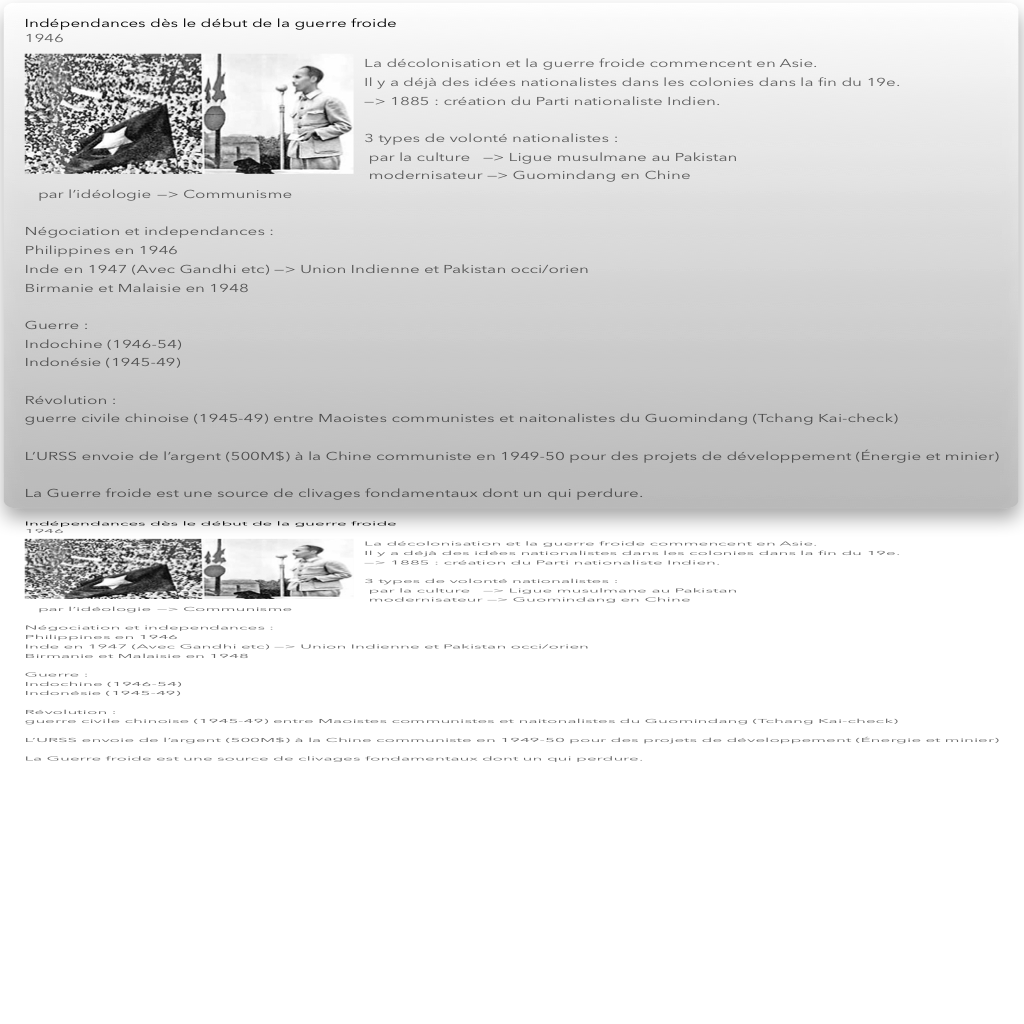 Indépendances dès le début de la guerre froide
1946
La décolonisation et la guerre froide commencent en Asie.
Il y a déjà des idées nationalistes dans les colonies dans la fin du 19e.
—> 1885 : création du Parti nationaliste Indien.
3 types de volonté nationalistes :
par la culture —> Ligue musulmane au Pakistan
modernisateur —> Guomindang en Chine
par l’idéologie —> Communisme
Négociation et independances :
Philippines en 1946
Inde en 1947 (Avec Gandhi etc) —> Union Indienne et Pakistan occi/orien
Birmanie et Malaisie en 1948
Guerre :
Indochine (1946-54)
Indonésie (1945-49)
Révolution :
guerre civile chinoise (1945-49) entre Maoistes communistes et naitonalistes du Guomindang (Tchang Kai-check)
L’URSS envoie de l’argent (500M$) à la Chine communiste en 1949-50 pour des projets de développement (Énergie et minier)
La Guerre froide est une source de clivages fondamentaux dont un qui perdure.
Indépendances dès le début de la guerre froide
1946
La décolonisation et la guerre froide commencent en Asie.
Il y a déjà des idées nationalistes dans les colonies dans la fin du 19e.
—> 1885 : création du Parti nationaliste Indien.
3 types de volonté nationalistes :
par la culture —> Ligue musulmane au Pakistan
modernisateur —> Guomindang en Chine
par l’idéologie —> Communisme
Négociation et independances :
Philippines en 1946
Inde en 1947 (Avec Gandhi etc) —> Union Indienne et Pakistan occi/orien
Birmanie et Malaisie en 1948
Guerre :
Indochine (1946-54)
Indonésie (1945-49)
Révolution :
guerre civile chinoise (1945-49) entre Maoistes communistes et naitonalistes du Guomindang (Tchang Kai-check)
L’URSS envoie de l’argent (500M$) à la Chine communiste en 1949-50 pour des projets de développement (Énergie et minier)
La Guerre froide est une source de clivages fondamentaux dont un qui perdure.